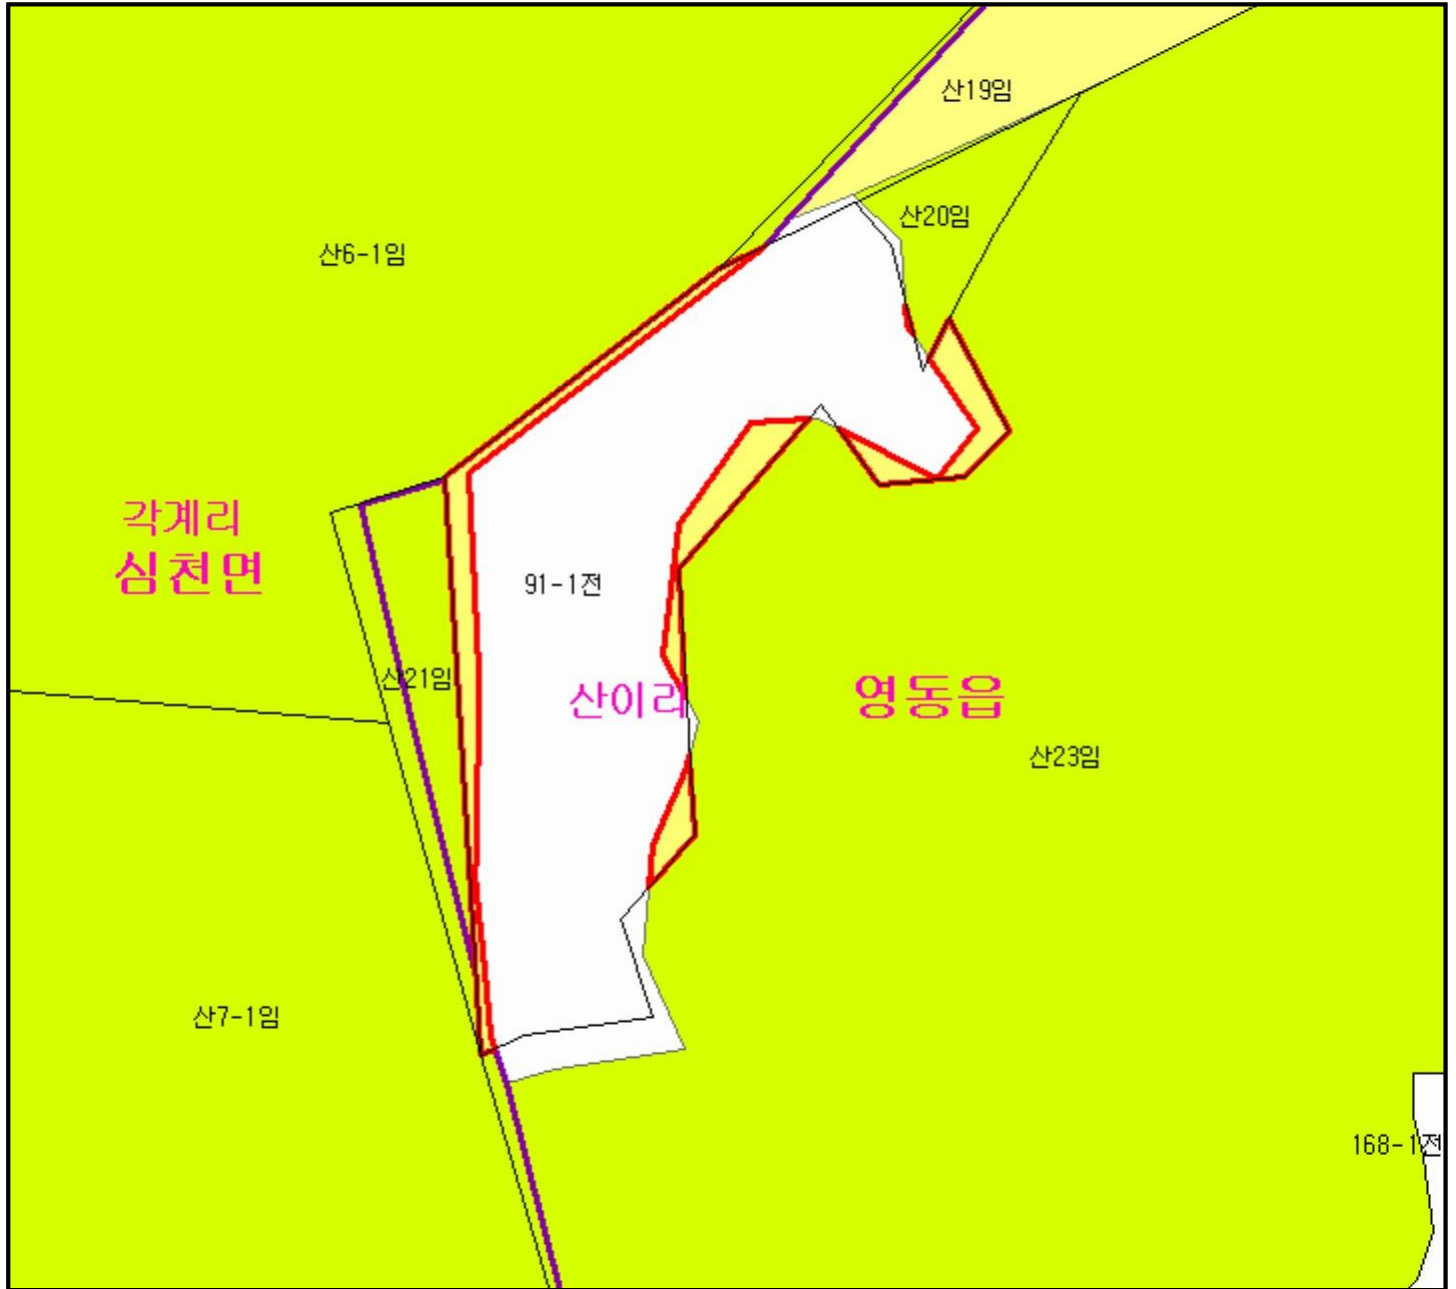 산19임
산20임
산6-1임
각계리
심천면
91-1전
산21임
산이리
영동읍
산23임
산7-1임
168-1전